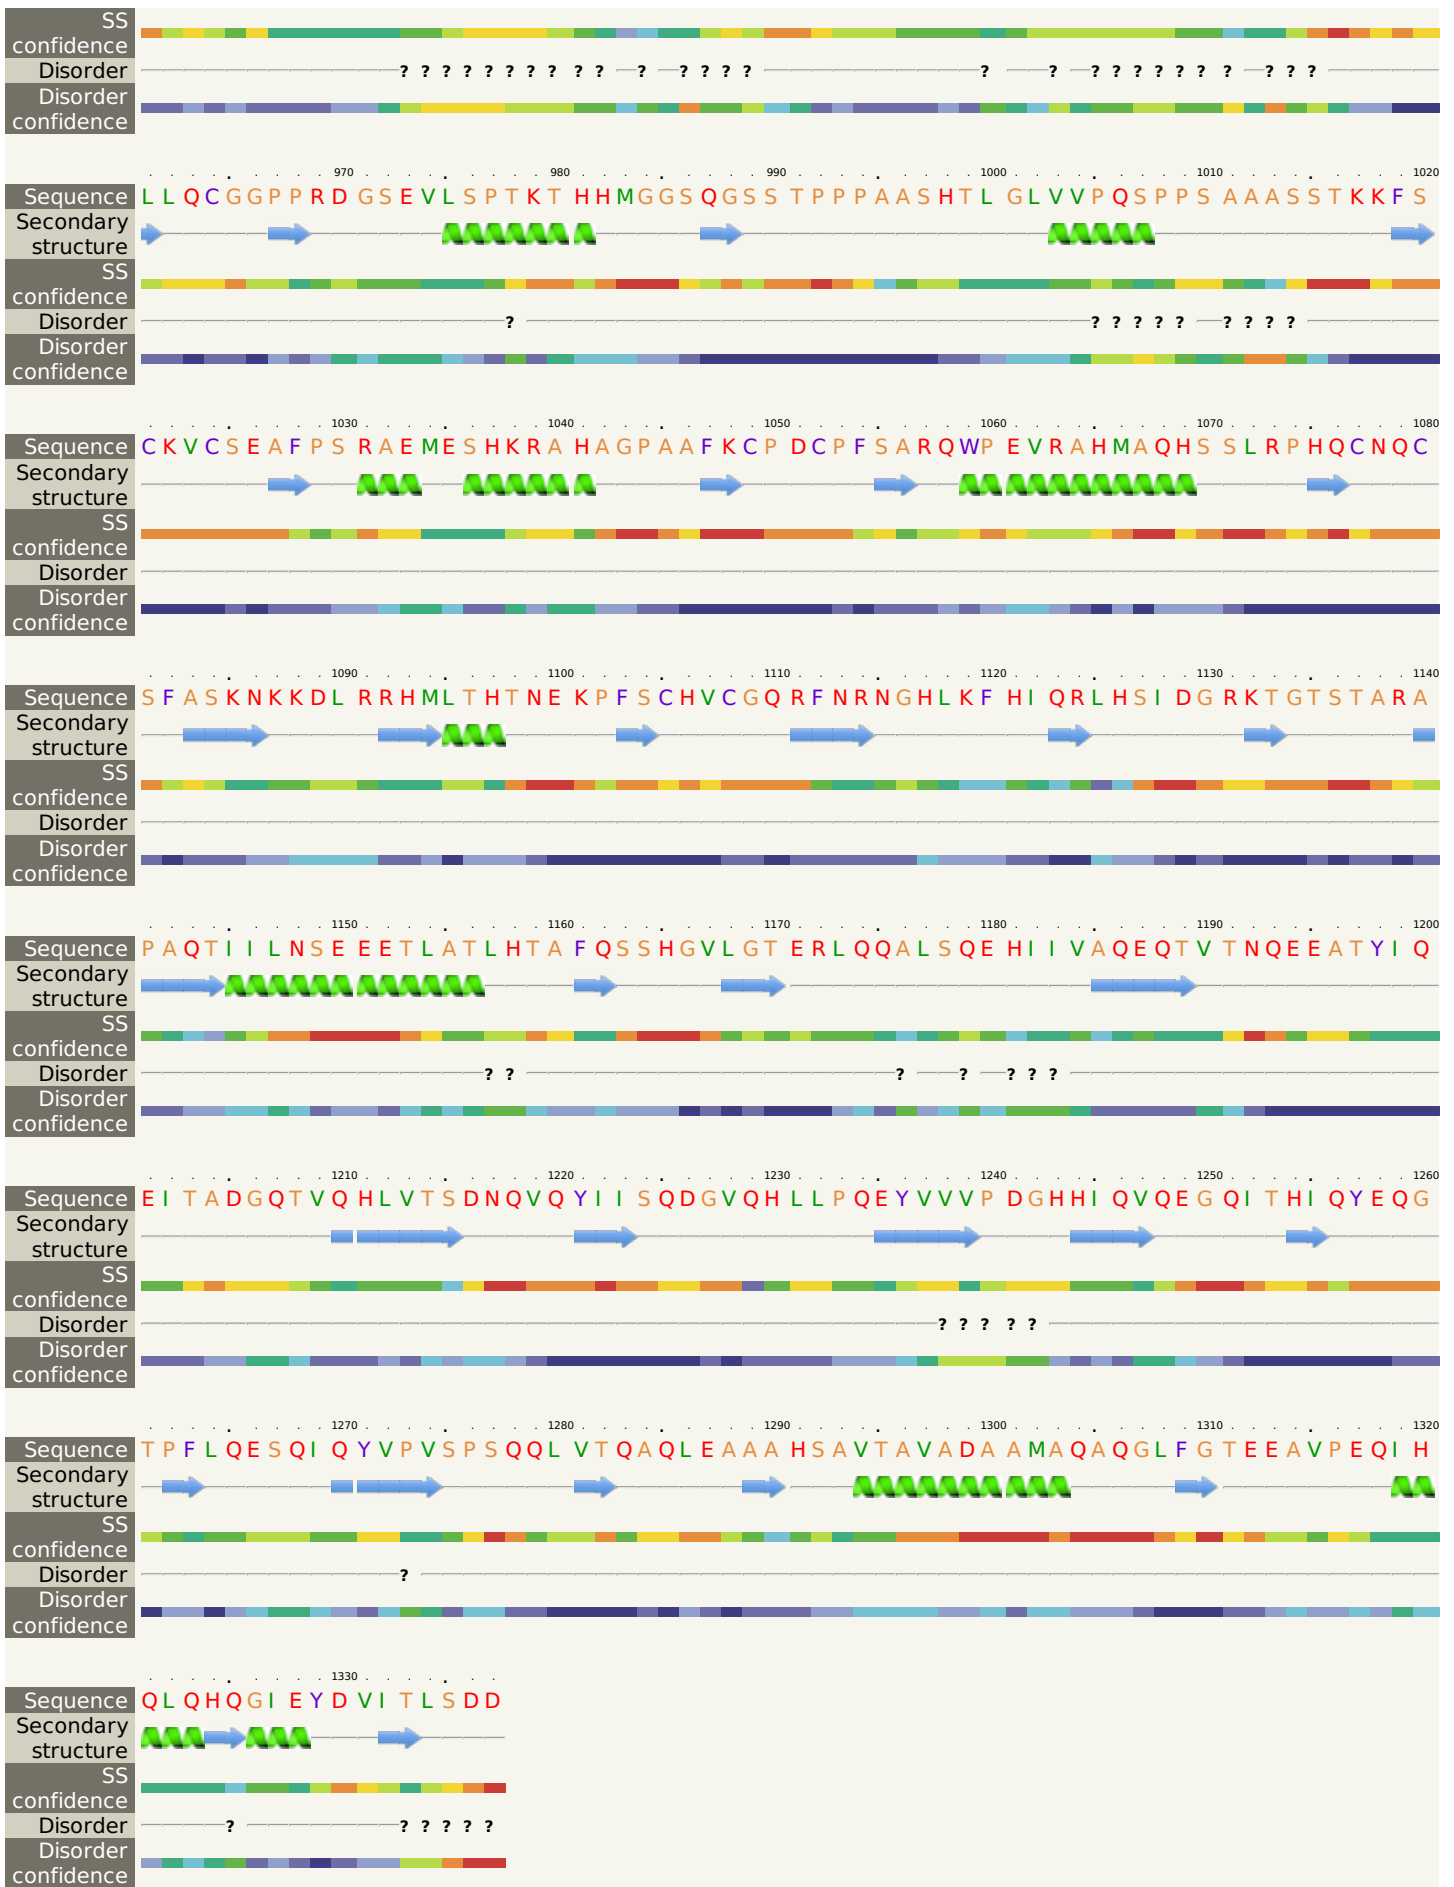 SS
confidence
Disorder ? ? ? ? ? ? ? ? ? ? ? ? ? ? ? ? ? ? ? ? ? ? ? ? ? ? ?
Disorder
confidence
970 980 990 1000 1010 1020
Sequence LLQCGGPPRDGSEVLSPTKTHHMGGSQGSSTPPPAASHTLGLVVPQSPPSAAASSTKKFS
Secondary
structure
SS
confidence
Disorder ? ? ? ? ? ? ? ? ? ?
Disorder
confidence
1030 1040 1050 1060 1070 1080
Sequence CKVCSEAFPSRAEMESHKRAHAGPAAFKCPDCPFSARQWPEVRAHMAQHSSLRPHQCNQC
Secondary
structure
SS
confidence
Disorder
Disorder
confidence
1090 1100 1110 1120 1130 1140
Sequence SFASKNKKDLRRHMLTHTNEKPFSCHVCGQRFNRNGHLKFHIQRLHSIDGRKTGTSTARA
Secondary
structure
SS
confidence
Disorder
Disorder
confidence
1150 1160 1170 1180 1190 1200
Sequence PAQTIILNSEEETLATLHTAFQSSHGVLGTERLQQALSQEHIIVAQEQTVTNQEEATYIQ
Secondary
structure
SS
confidence
Disorder ? ? ? ? ? ? ?
Disorder
confidence
1210 1220 1230 1240 1250 1260
Sequence EITADGQTVQHLVTSDNQVQYIISQDGVQHLLPQEYVVVPDGHHIQVQEGQITHIQYEQG
Secondary
structure
SS
confidence
Disorder ? ? ? ? ?
Disorder
confidence
1270 1280 1290 1300 1310 1320
Sequence TPFLQESQIQYVPVSPSQQLVTQAQLEAAAHSAVTAVADAAMAQAQGLFGTEEAVPEQIH
Secondary
structure
SS
confidence
Disorder ?
Disorder
confidence
1330
Sequence QLQHQGIEYDVITLSDD
Secondary
structure
SS
confidence
Disorder ? ? ? ? ? ?
Disorder
confidence